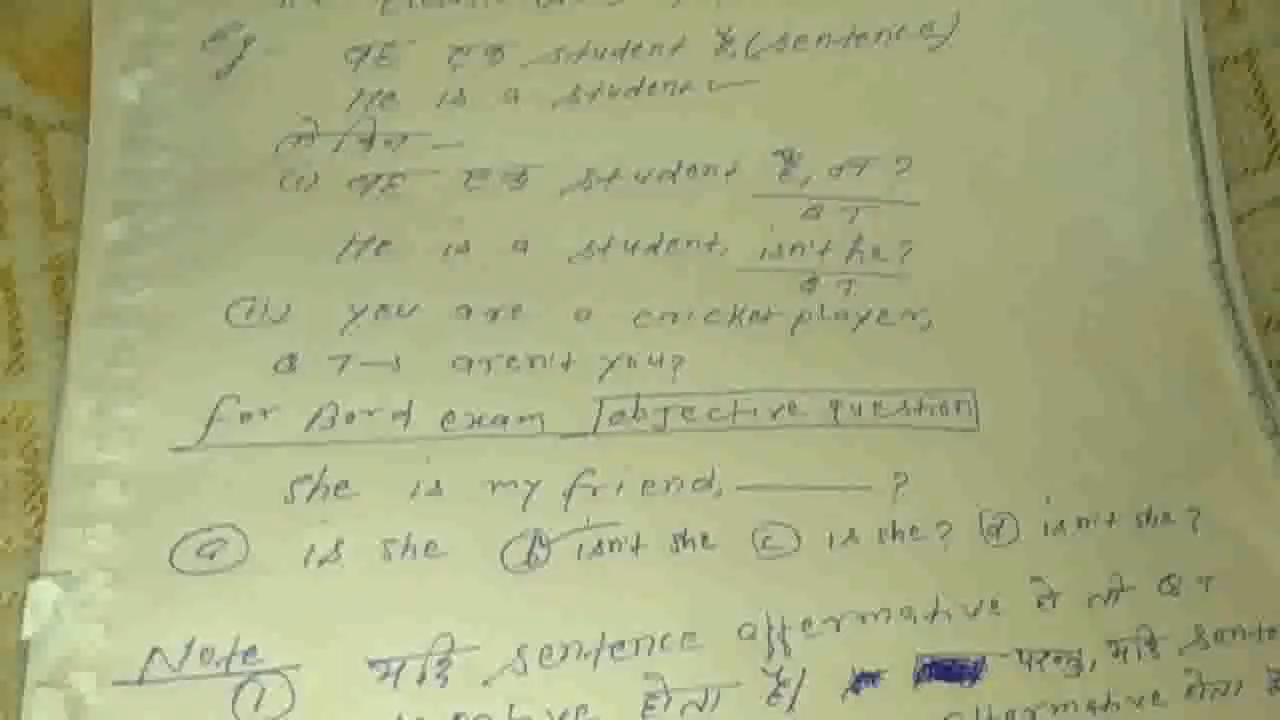 Eg वह एक student है, (sentence)
He is a student
लेकिन
(i) वह एक student है, न?
Q T
He is a student, isn't he?
Q T
(ii) you are a cricket player,
Q T→ aren't you?
for Bord exam objective question
She is my friend, ——— ?
(a) is she (b) isn't she (c) is she? (d) isn't she?
Note यदि sentence affermative हो तो Q T
(1) होता है। परन्तु, यदि
होता